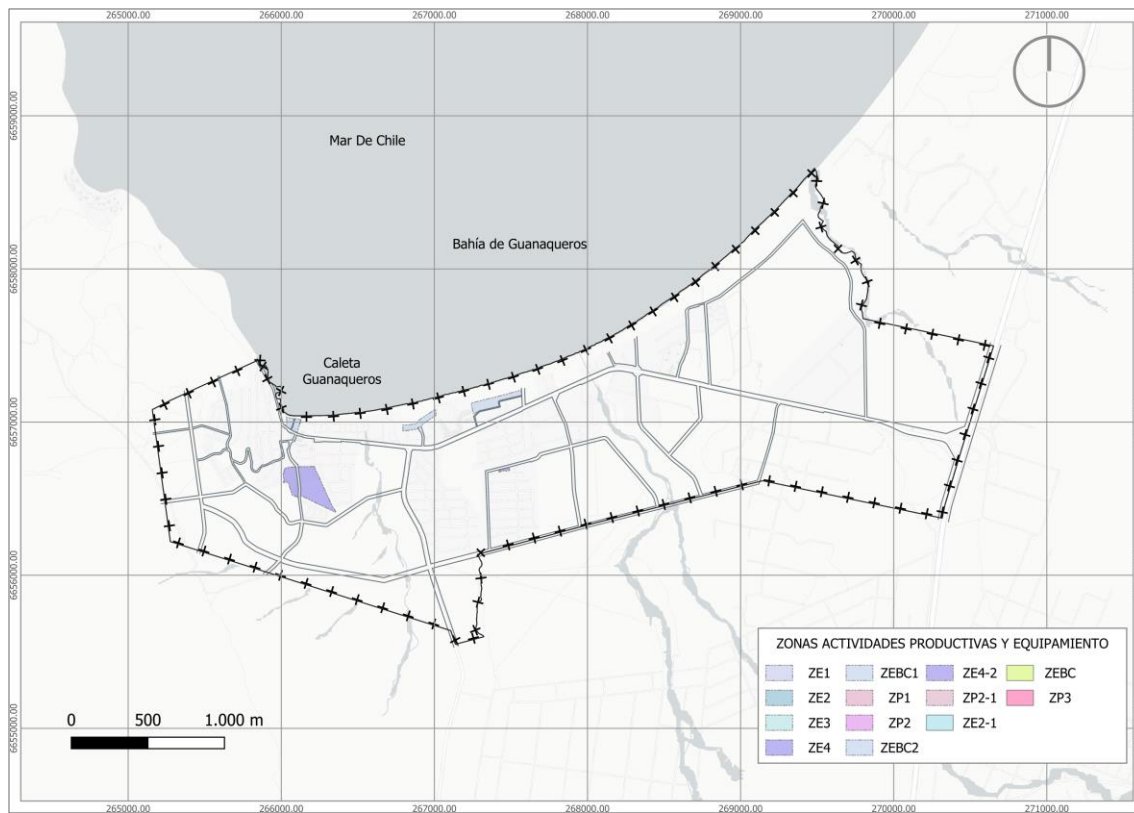 265000.00 266000.00 267000.00 268000.00 269000.00 270000.00 271000.00
6659000.00
Mar De Chile
Bahía de Guanaqueros
6658000.00
Caleta
Guanaqueros
6657000.00
6656000.00
ZONAS ACTIVIDADES PRODUCTIVAS Y EQUIPAMIENTO
ZE1 ZEBC1 ZE4-2 ZEBC
ZE2 ZP1 ZP2-1 ZP3
ZE3 ZP2 ZE2-1
ZE4 ZEBC2
0 500 1.000 m
6655000.00
265000.00 266000.00 267000.00 268000.00 269000.00 270000.00 271000.00